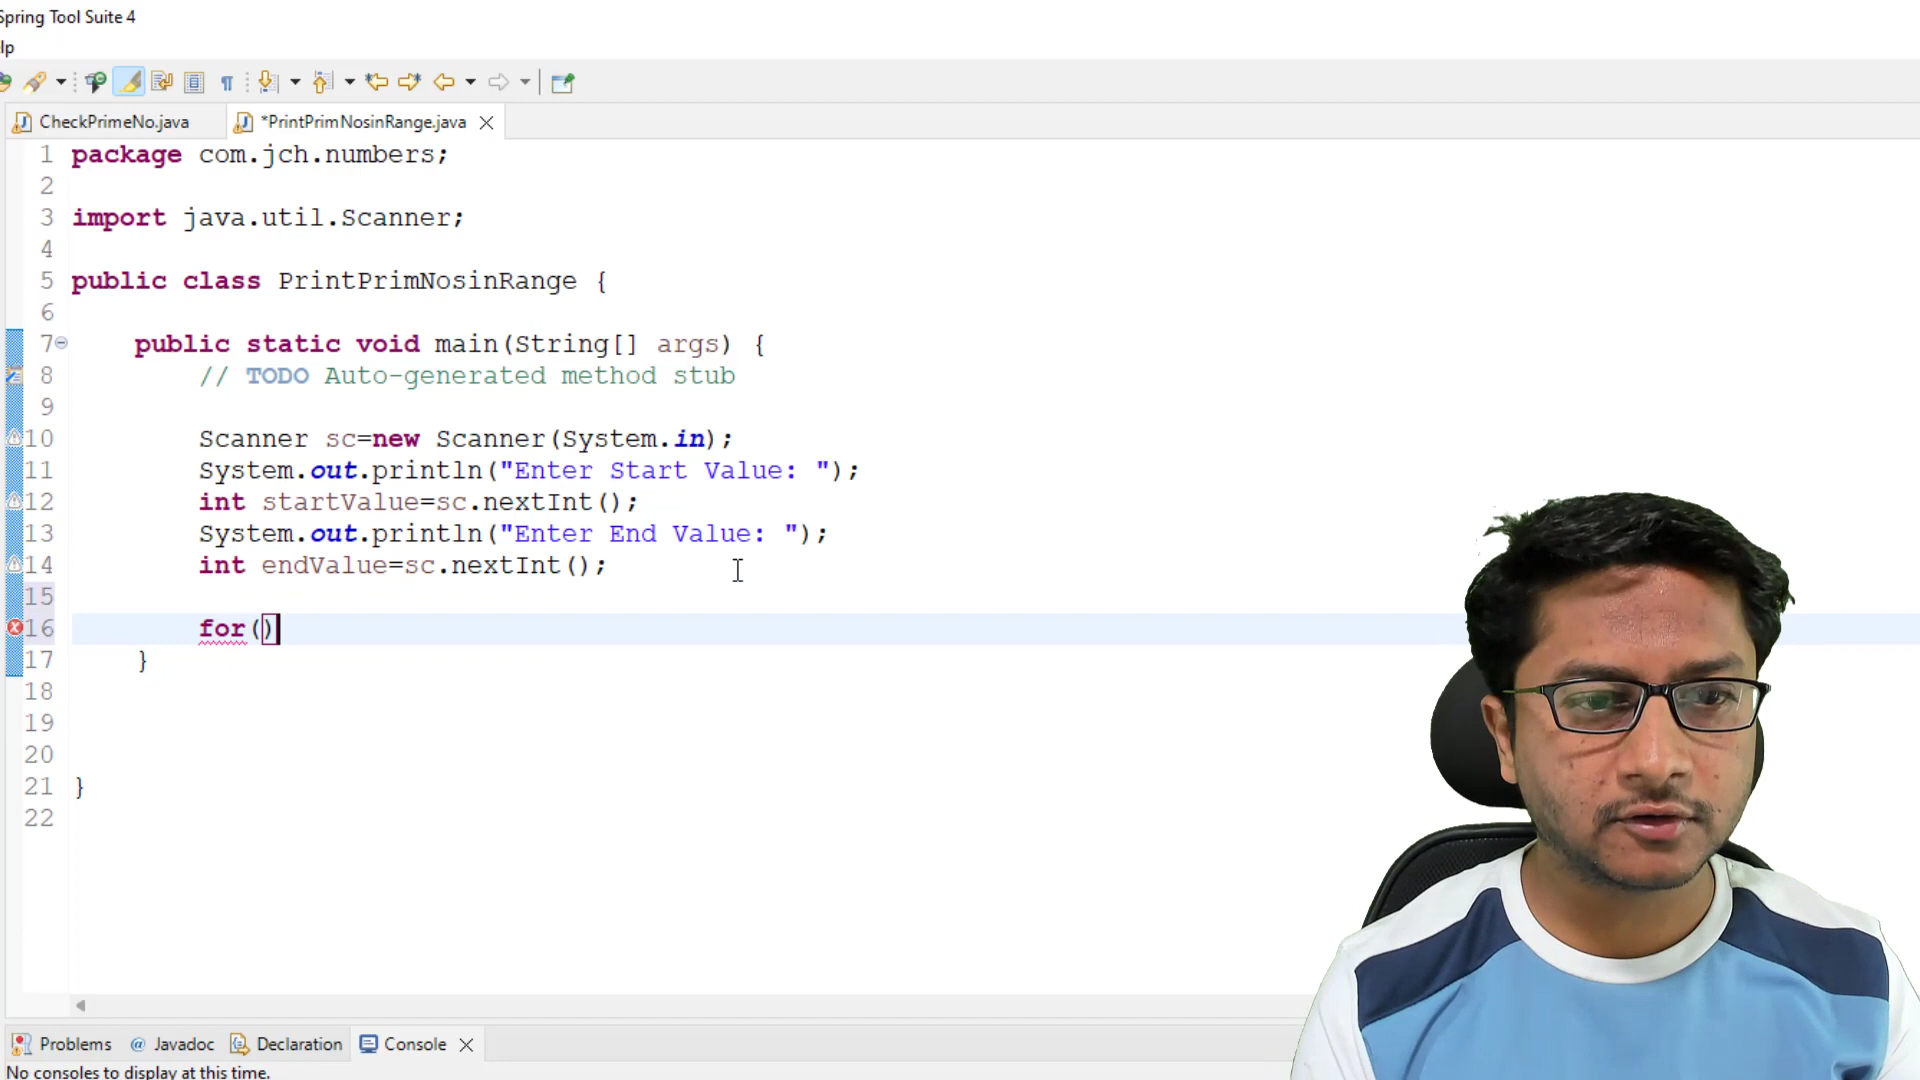 Spring Tool Suite 4
lp
CheckPrimeNo.java
*PrintPrimNosinRange.java
1 package com.jch.numbers;
2
3 import java.util.Scanner;
4
5 public class PrintPrimNosinRange {
6
7 public static void main(String[] args) {
8 // TODO Auto-generated method stub
9
10 Scanner sc=new Scanner(System.in);
11 System.out.println("Enter Start Value: ");
12 int startValue=sc.nextInt();
13 System.out.println("Enter End Value: ");
14 int endValue=sc.nextInt();
15
16 for()
17 }
18
19
20
21 }
22
Problems @ Javadoc Declaration Console
No consoles to display at this time.